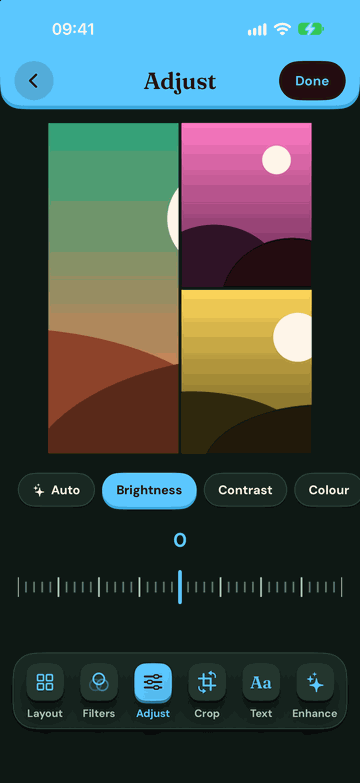 09:41
Adjust
Done
Auto
Brightness
Contrast
Colour
0
Layout
Filters
Adjust
Crop
Aa
Text
Enhance